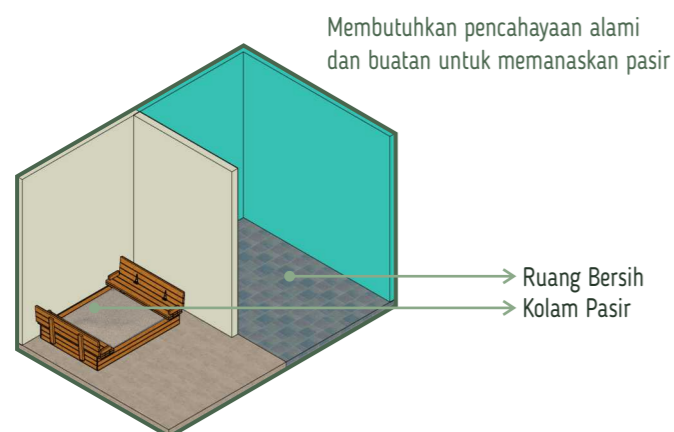 Membutuhkan pencahayaan alami
dan buatan untuk memanaskan pasir
Ruang Bersih
Kolam Pasir